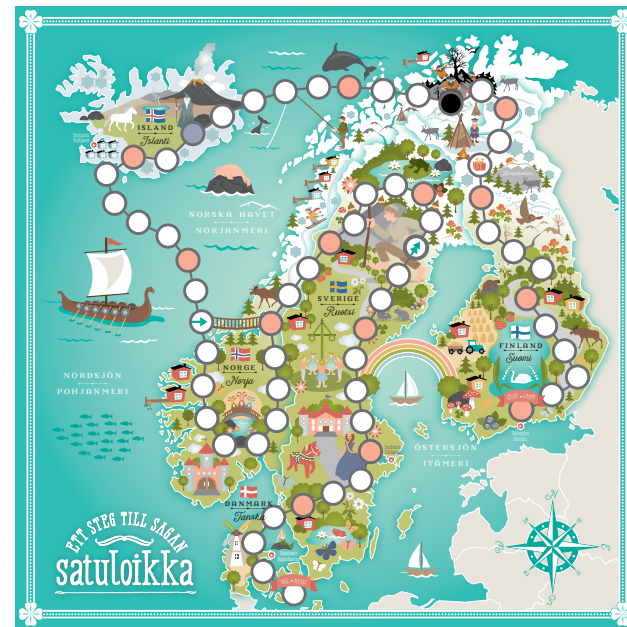 ISLAND
Islanti
NORSKA HAVET
NORJANMERI
SVERIGE
Ruotsi
FINLAND
Suomi
NORGE
Norja
NORDSJÖN
POHJANMERI
ÖSTERSJÖN
ITÄMERI
DANMARK
Tanska
ETT STEG TILL SAGAN
satuloikka
N